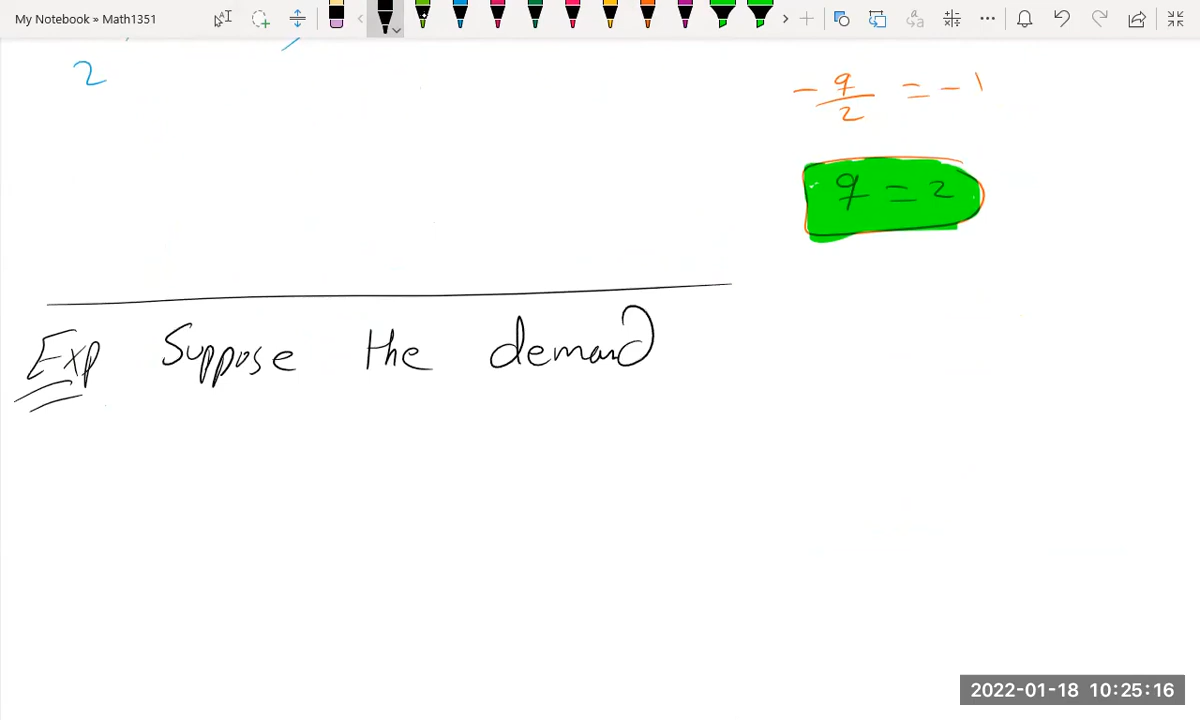 My Notebook » Math1351
2
- q/2 = -1
q = 2
Exp Suppose the demand
2022-01-18 10:25:16